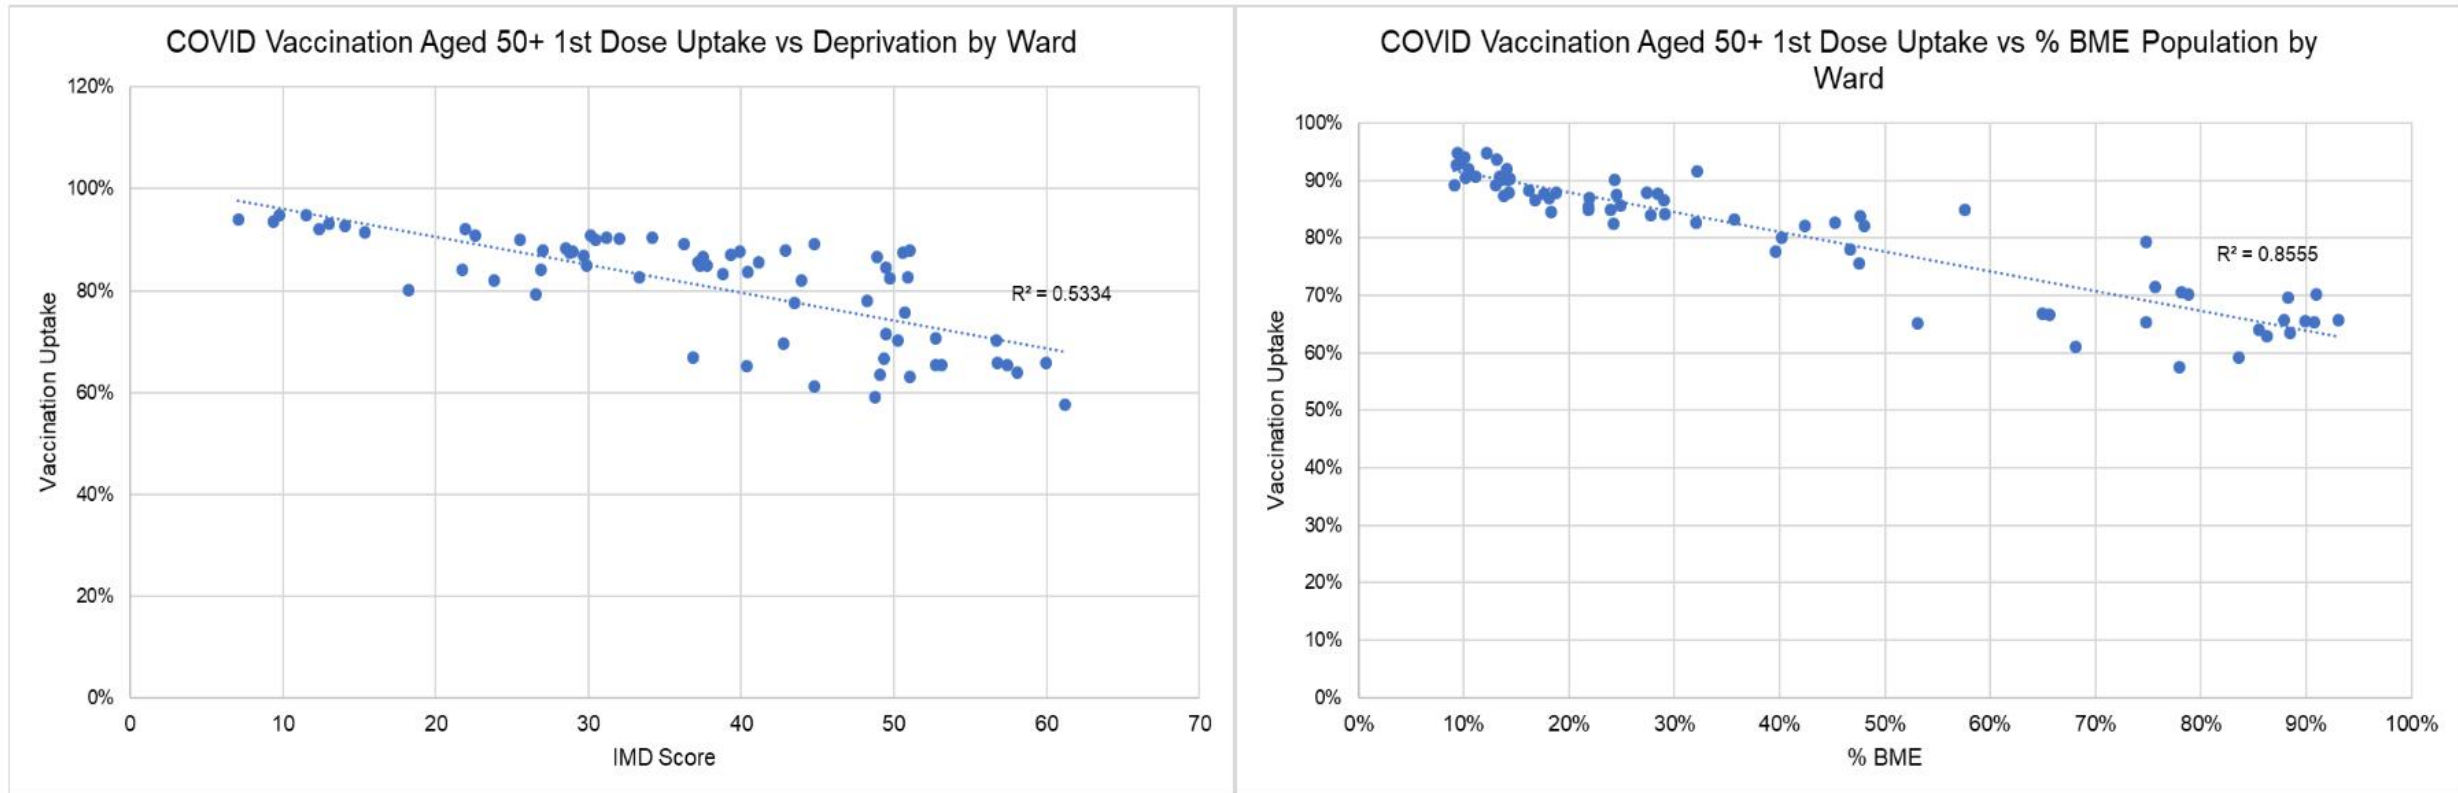 COVID Vaccination Aged 50+ 1st Dose Uptake vs Deprivation by Ward
120%
100%
80%
60%
40%
20%
0%
Vaccination Uptake
R² = 0.5334
0 10 20 30 40 50 60 70
IMD Score
COVID Vaccination Aged 50+ 1st Dose Uptake vs % BME Population by
Ward
100%
90%
80%
70%
60%
50%
40%
30%
20%
10%
0%
Vaccination Uptake
R² = 0.8555
0% 10% 20% 30% 40% 50% 60% 70% 80% 90% 100%
% BME